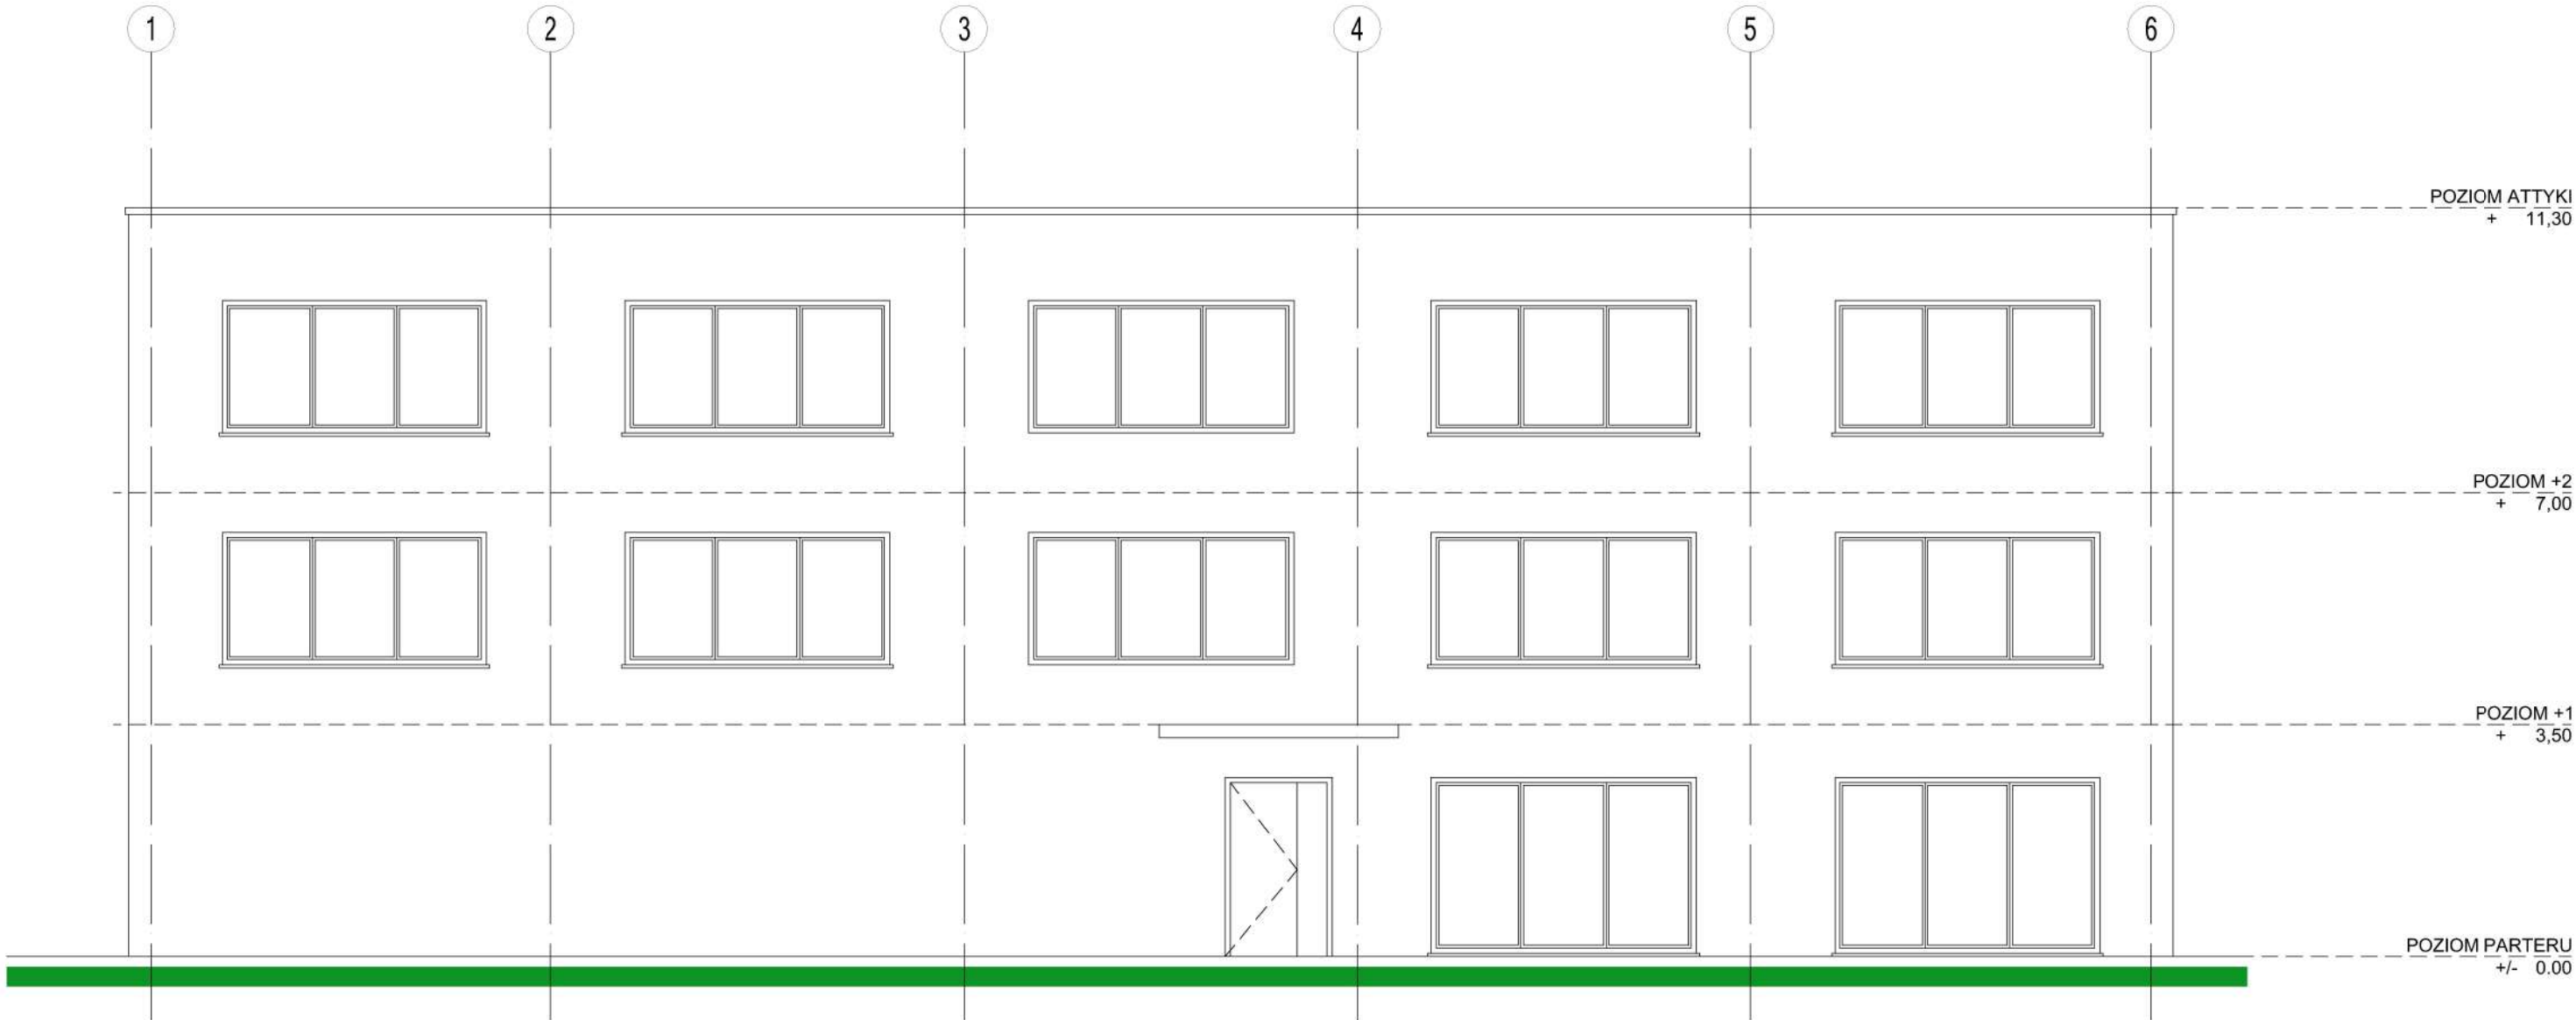 1 2 3 4 5 6
POZIOM ATTYKI
+ 11,30
POZIOM +2
+ 7,00
POZIOM +1
+ 3,50
POZIOM PARTERU
+/- 0.00